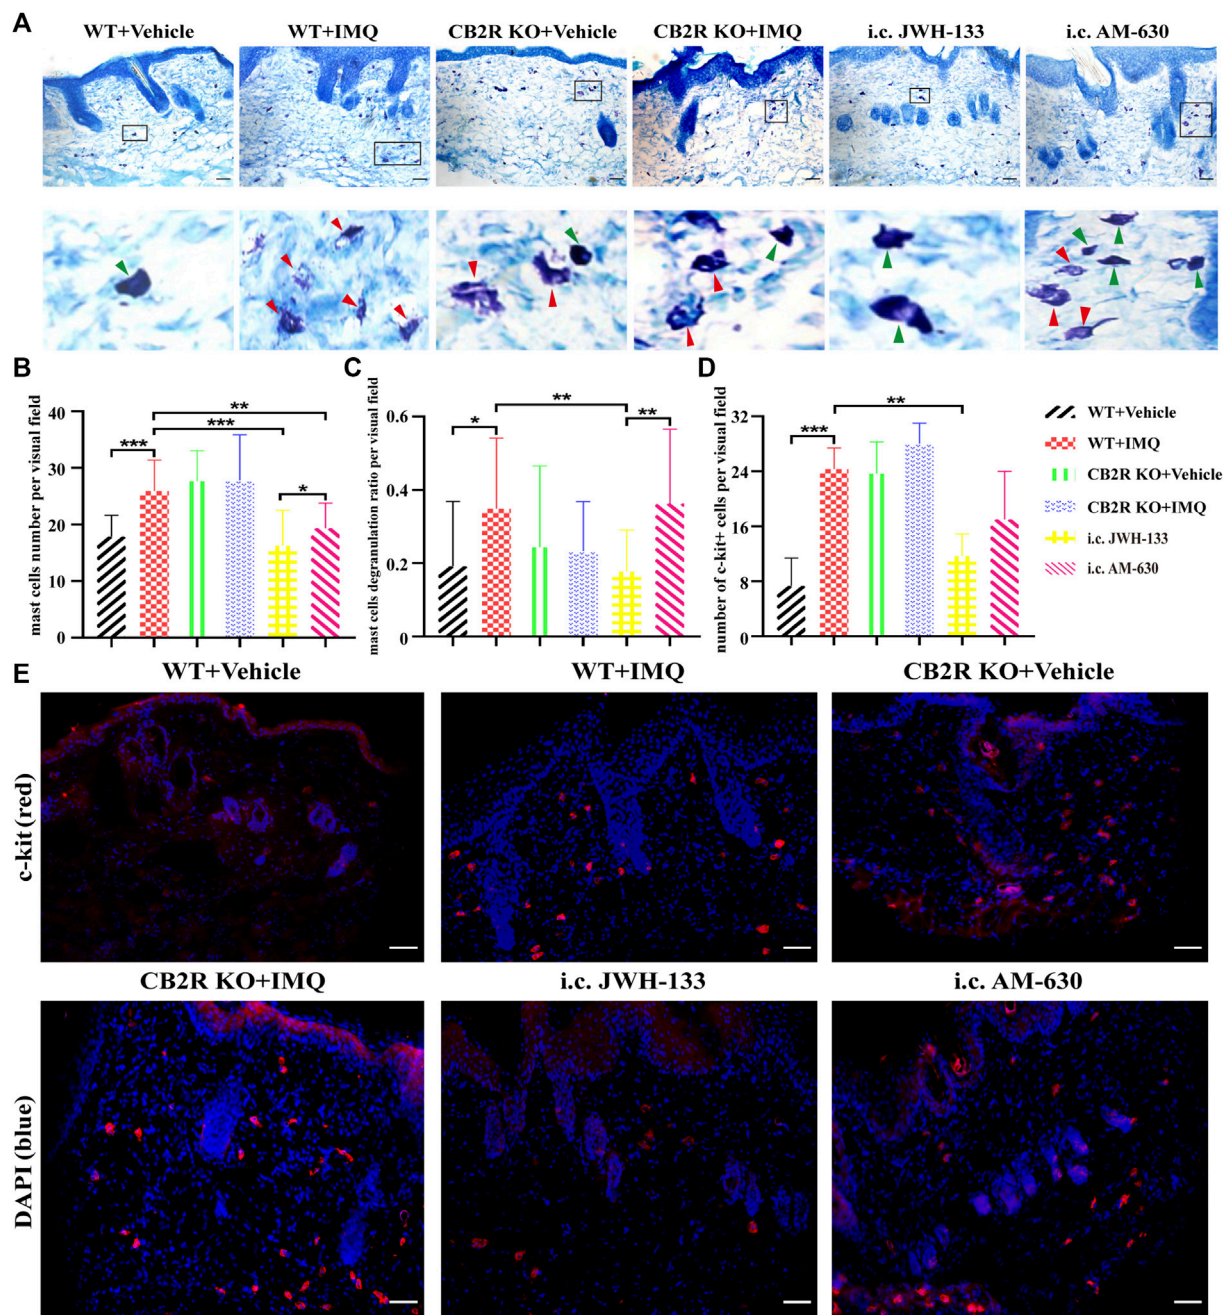 A
WT+Vehicle
WT+IMQ
CB2R KO+Vehicle
CB2R KO+IMQ
i.c. JWH-133
i.c. AM-630
B
mast cells number per visual field
40
30
20
10
0
***
***
**
*
C
mast cells degranulation ratio per visual field
0.6
0.4
0.2
0
*
**
**
D
number of c-kit+ cells per visual field
32
24
16
8
0
***
**
WT+Vehicle
WT+IMQ
CB2R KO+Vehicle
CB2R KO+IMQ
i.c. JWH-133
i.c. AM-630
E
WT+Vehicle
WT+IMQ
CB2R KO+Vehicle
c-kit (red)
CB2R KO+IMQ
i.c. JWH-133
i.c. AM-630
DAPI (blue)